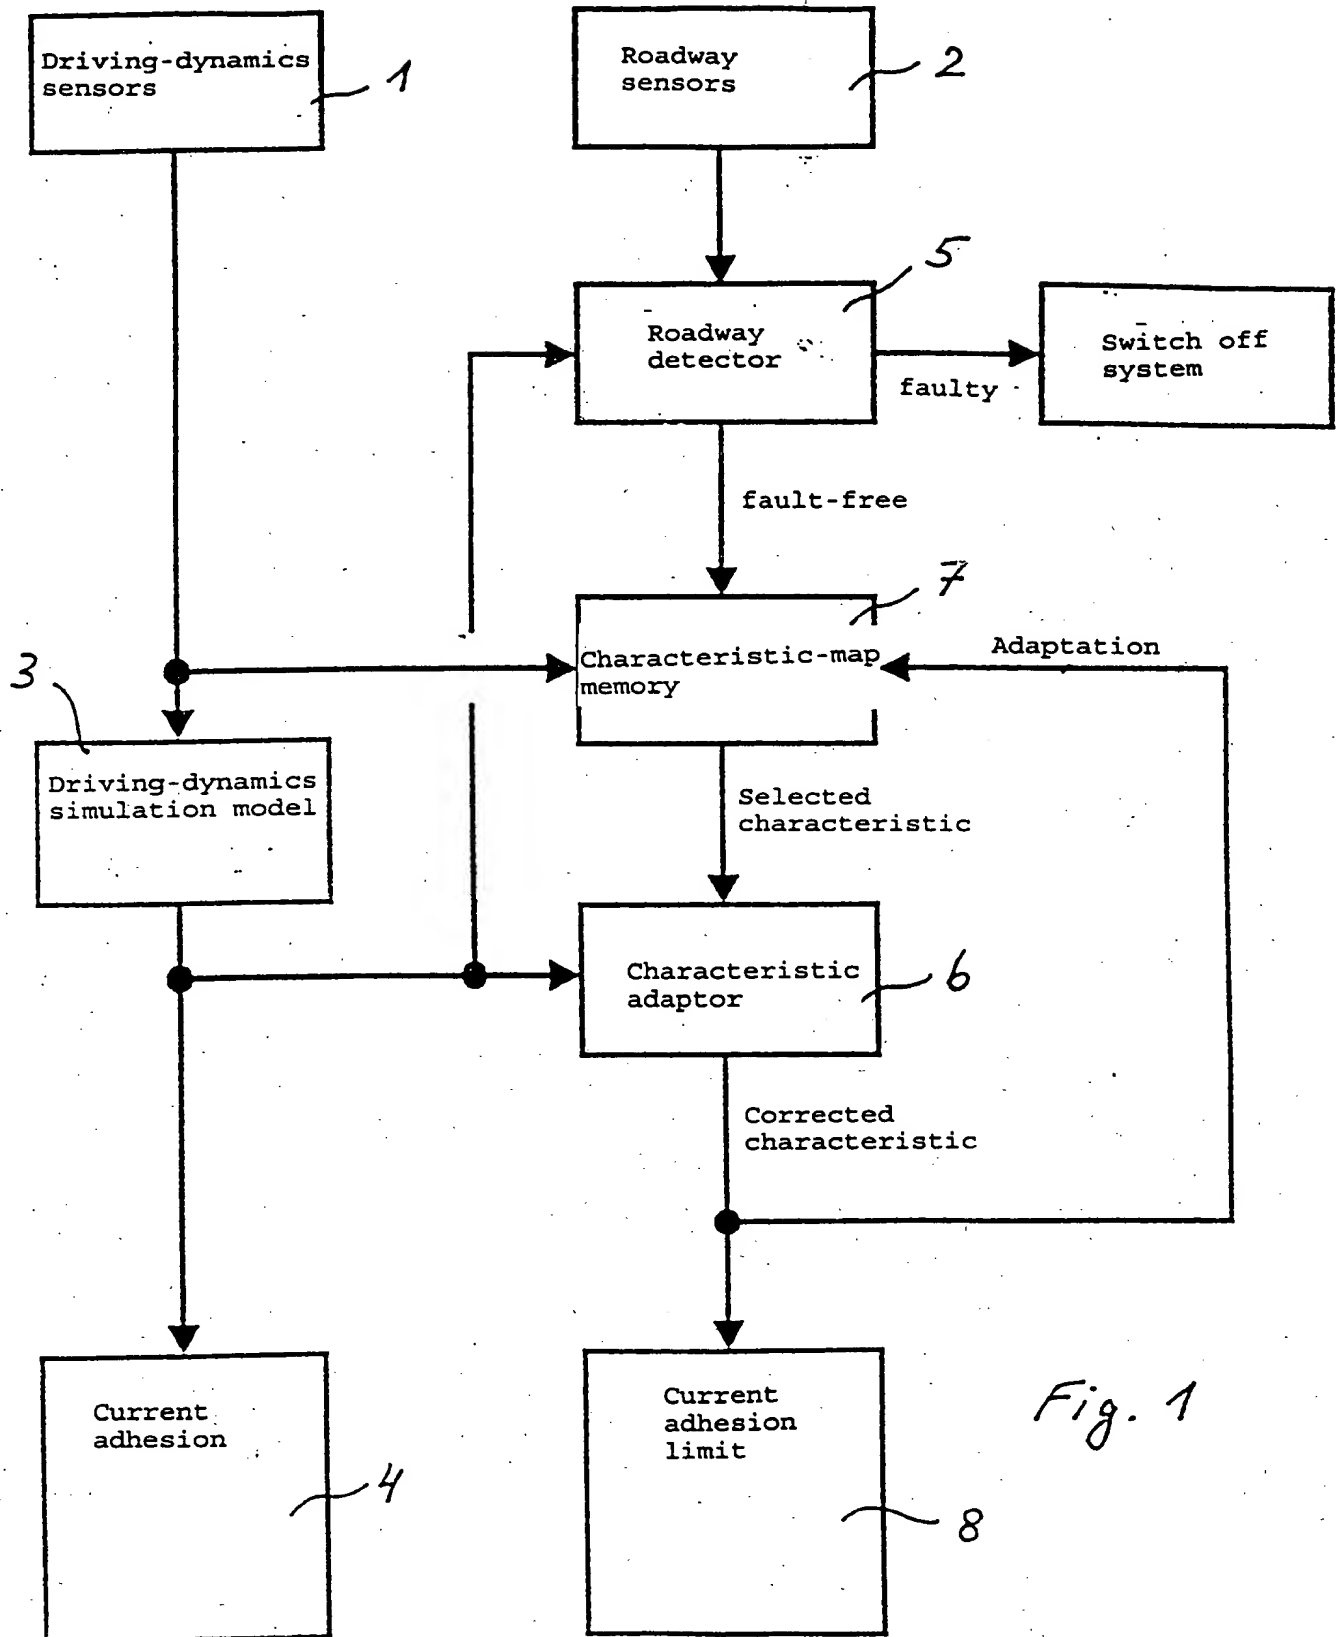 Driving-dynamics
sensors
1
Roadway
sensors
2
5
Roadway
detector
faulty
Switch off
system
fault-free
7
Characteristic-map
memory
Adaptation
3
Driving-dynamics
simulation model
Selected
characteristic
Characteristic
adaptor
6
Corrected
characteristic
Current
adhesion
4
Current
adhesion
limit
8
Fig. 1